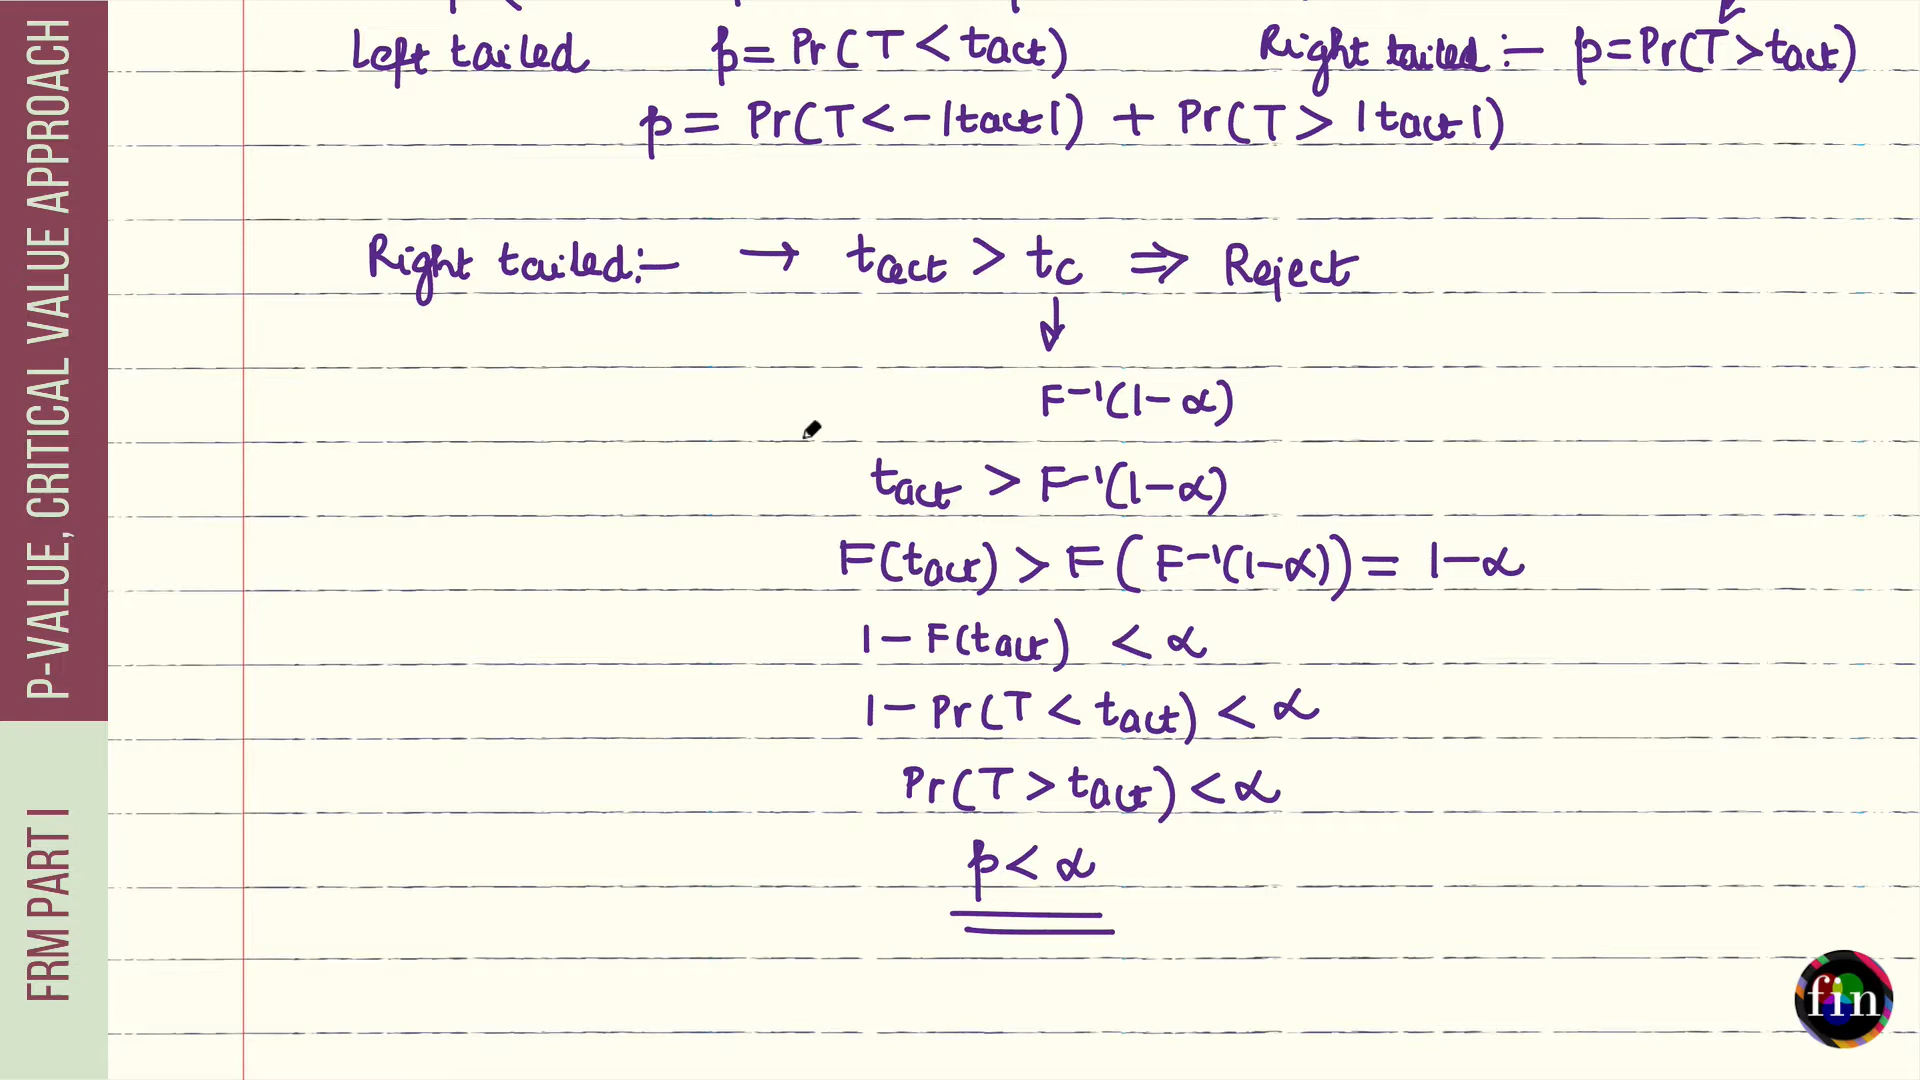 Left tailed p = Pr(T < tact) Right tailed :- p = Pr(T > tact)
p = Pr(T < -|tact|) + Pr(T > |tact|)
Right tailed:- → tact > tc ⇒ Reject
↓
F⁻¹(1-α)
tact > F⁻¹(1-α)
F(tact) > F(F⁻¹(1-α)) = 1-α
1 - F(tact) < α
1 - Pr(T < tact) < α
Pr(T > tact) < α
p < α
P-VALUE, CRITICAL VALUE APPROACH
FRM PART I
fin